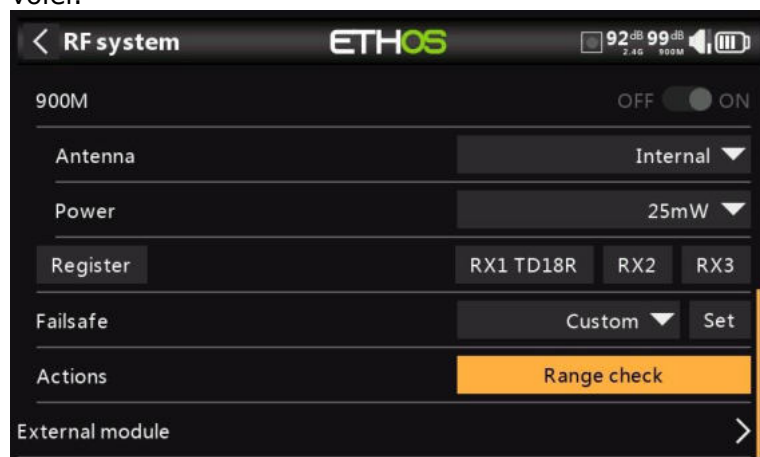 voler.
RF system ETHOS 92dB 2.4G 99dB 900M
900M OFF ON
Antenna Internal
Power 25mW
Register RX1 TD18R RX2 RX3
Failsafe Custom Set
Actions Range check
External module